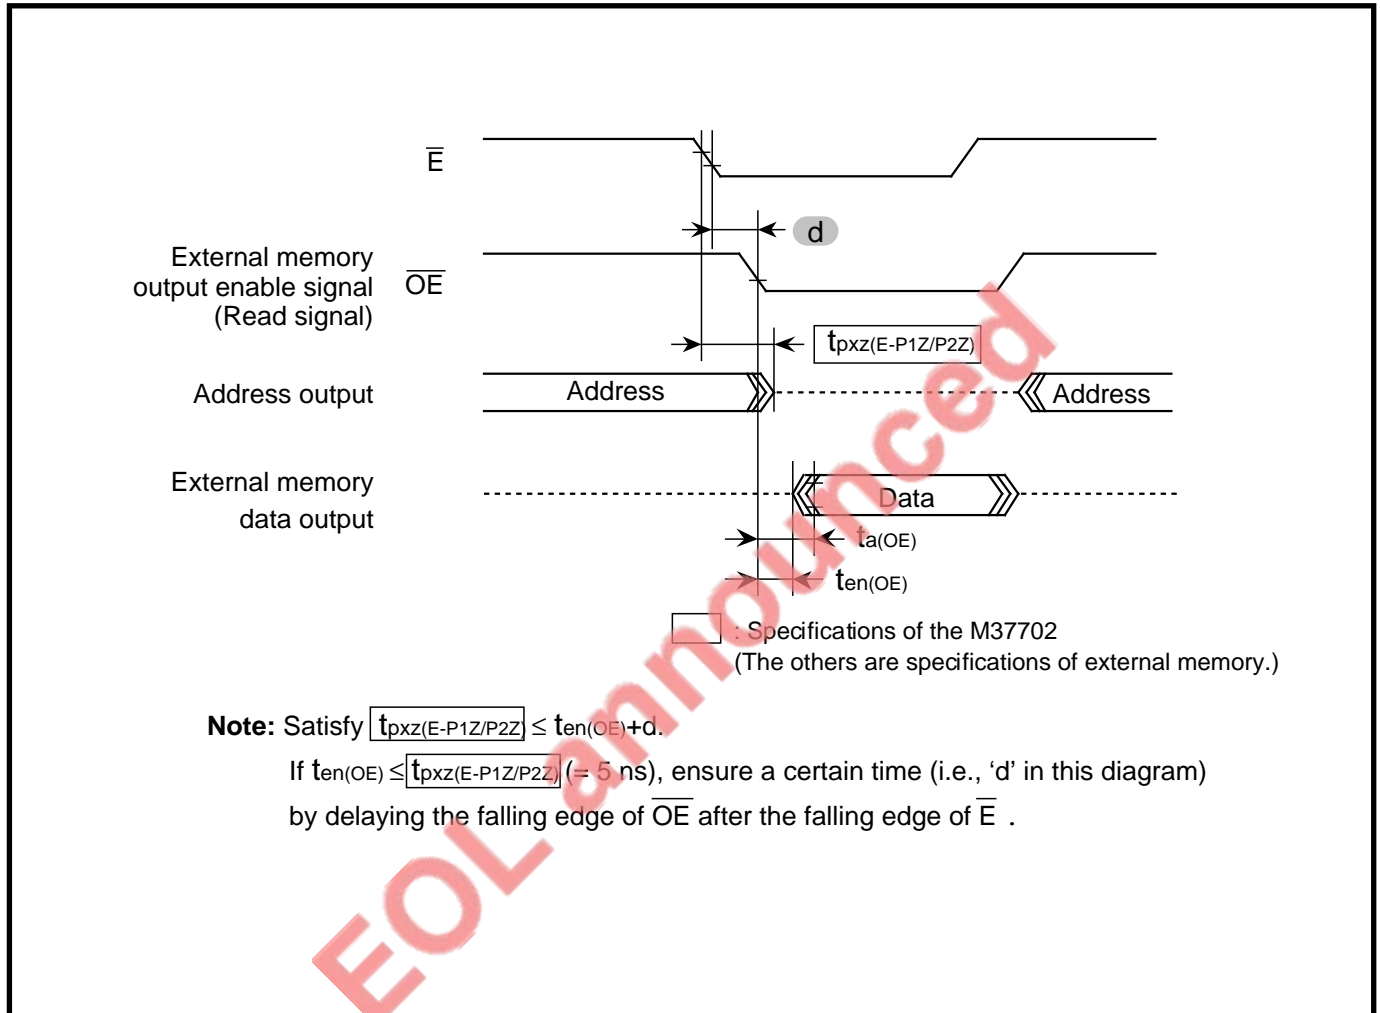 E
d
External memory
output enable signal
(Read signal)
OE
tpxz(E-P1Z/P2Z)
Address output
Address
Address
External memory
data output
Data
ta(OE)
ten(OE)
: Specifications of the M37702
(The others are specifications of external memory.)
Note: Satisfy tpxz(E-P1Z/P2Z) ≤ ten(OE)+d.
If ten(OE) ≤ tpxz(E-P1Z/P2Z) (= 5 ns), ensure a certain time (i.e., ‘d’ in this diagram)
by delaying the falling edge of OE after the falling edge of E .
EOL announced